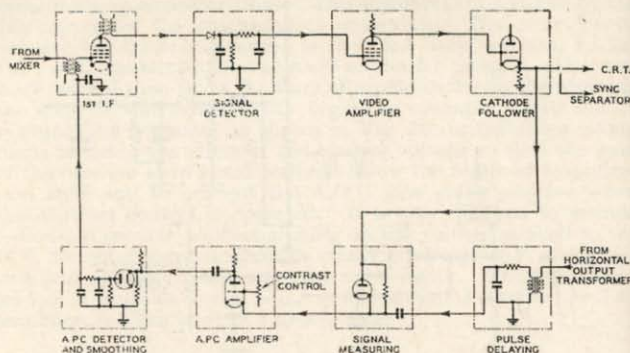 FROM
MIXER
1ST I.F
SIGNAL
DETECTOR
VIDEO
AMPLIFIER
CATHODE
FOLLOWER
C.R.T.
SYNC
SEPARATOR
A.P.C DETECTOR
AND SMOOTHING
A.P.C AMPLIFIER
CONTRAST
CONTROL
SIGNAL
MEASURING
PULSE
DELAYING
FROM
HORIZONTAL
OUTPUT
TRANSFORMER